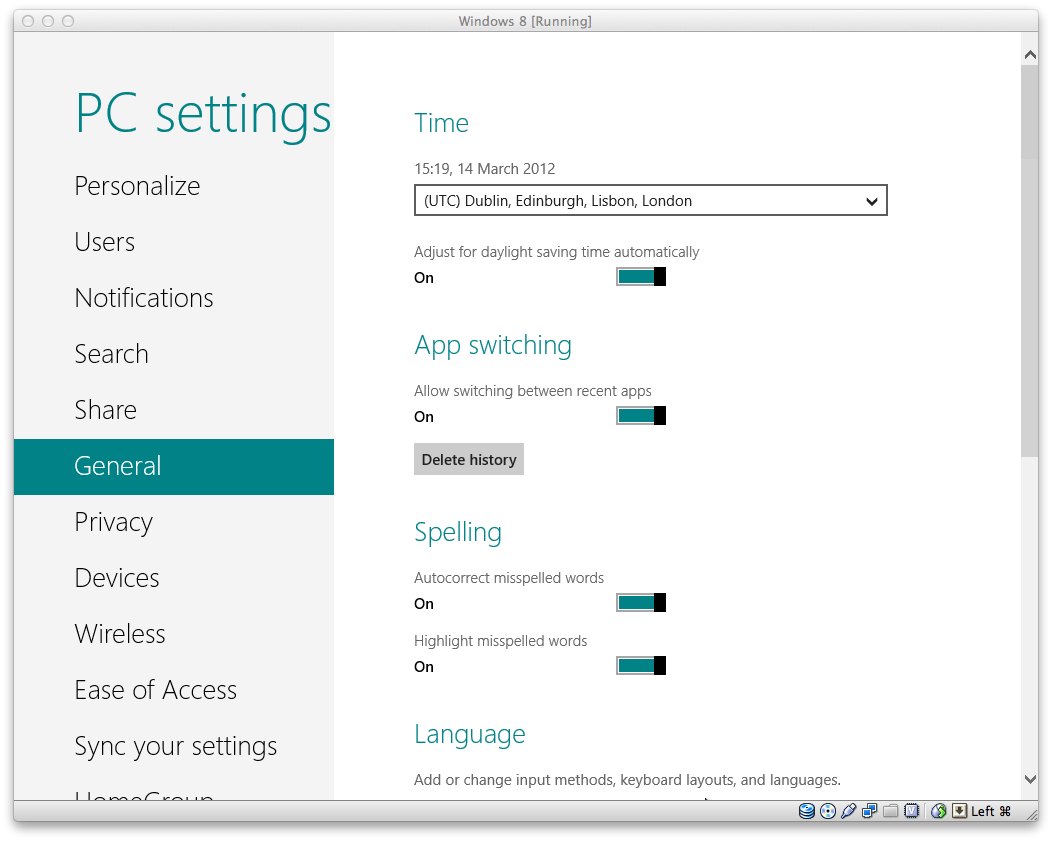 Windows 8 [Running]
PC settings
Personalize
Users
Notifications
Search
Share
General
Privacy
Devices
Wireless
Ease of Access
Sync your settings
HomeGroup
Time
15:19, 14 March 2012
(UTC) Dublin, Edinburgh, Lisbon, London
Adjust for daylight saving time automatically
On
App switching
Allow switching between recent apps
On
Delete history
Spelling
Autocorrect misspelled words
On
Highlight misspelled words
On
Language
Add or change input methods, keyboard layouts, and languages.
Left ⌘